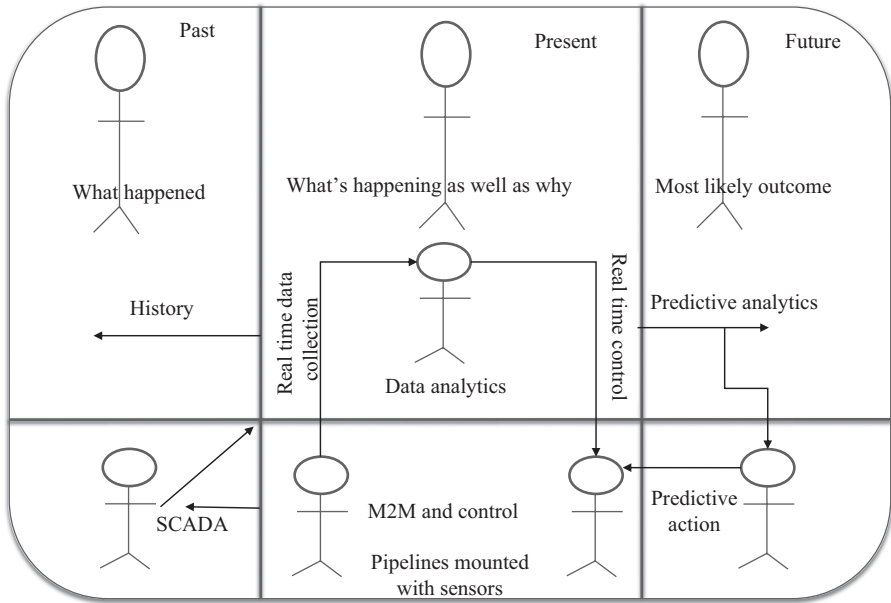 Past
Present
Future
What happened
What's happening as well as why
Most likely outcome
History
Real time data
collection
Data analytics
Real time control
Predictive analytics
SCADA
M2M and control
Pipelines mounted
with sensors
Predictive
action